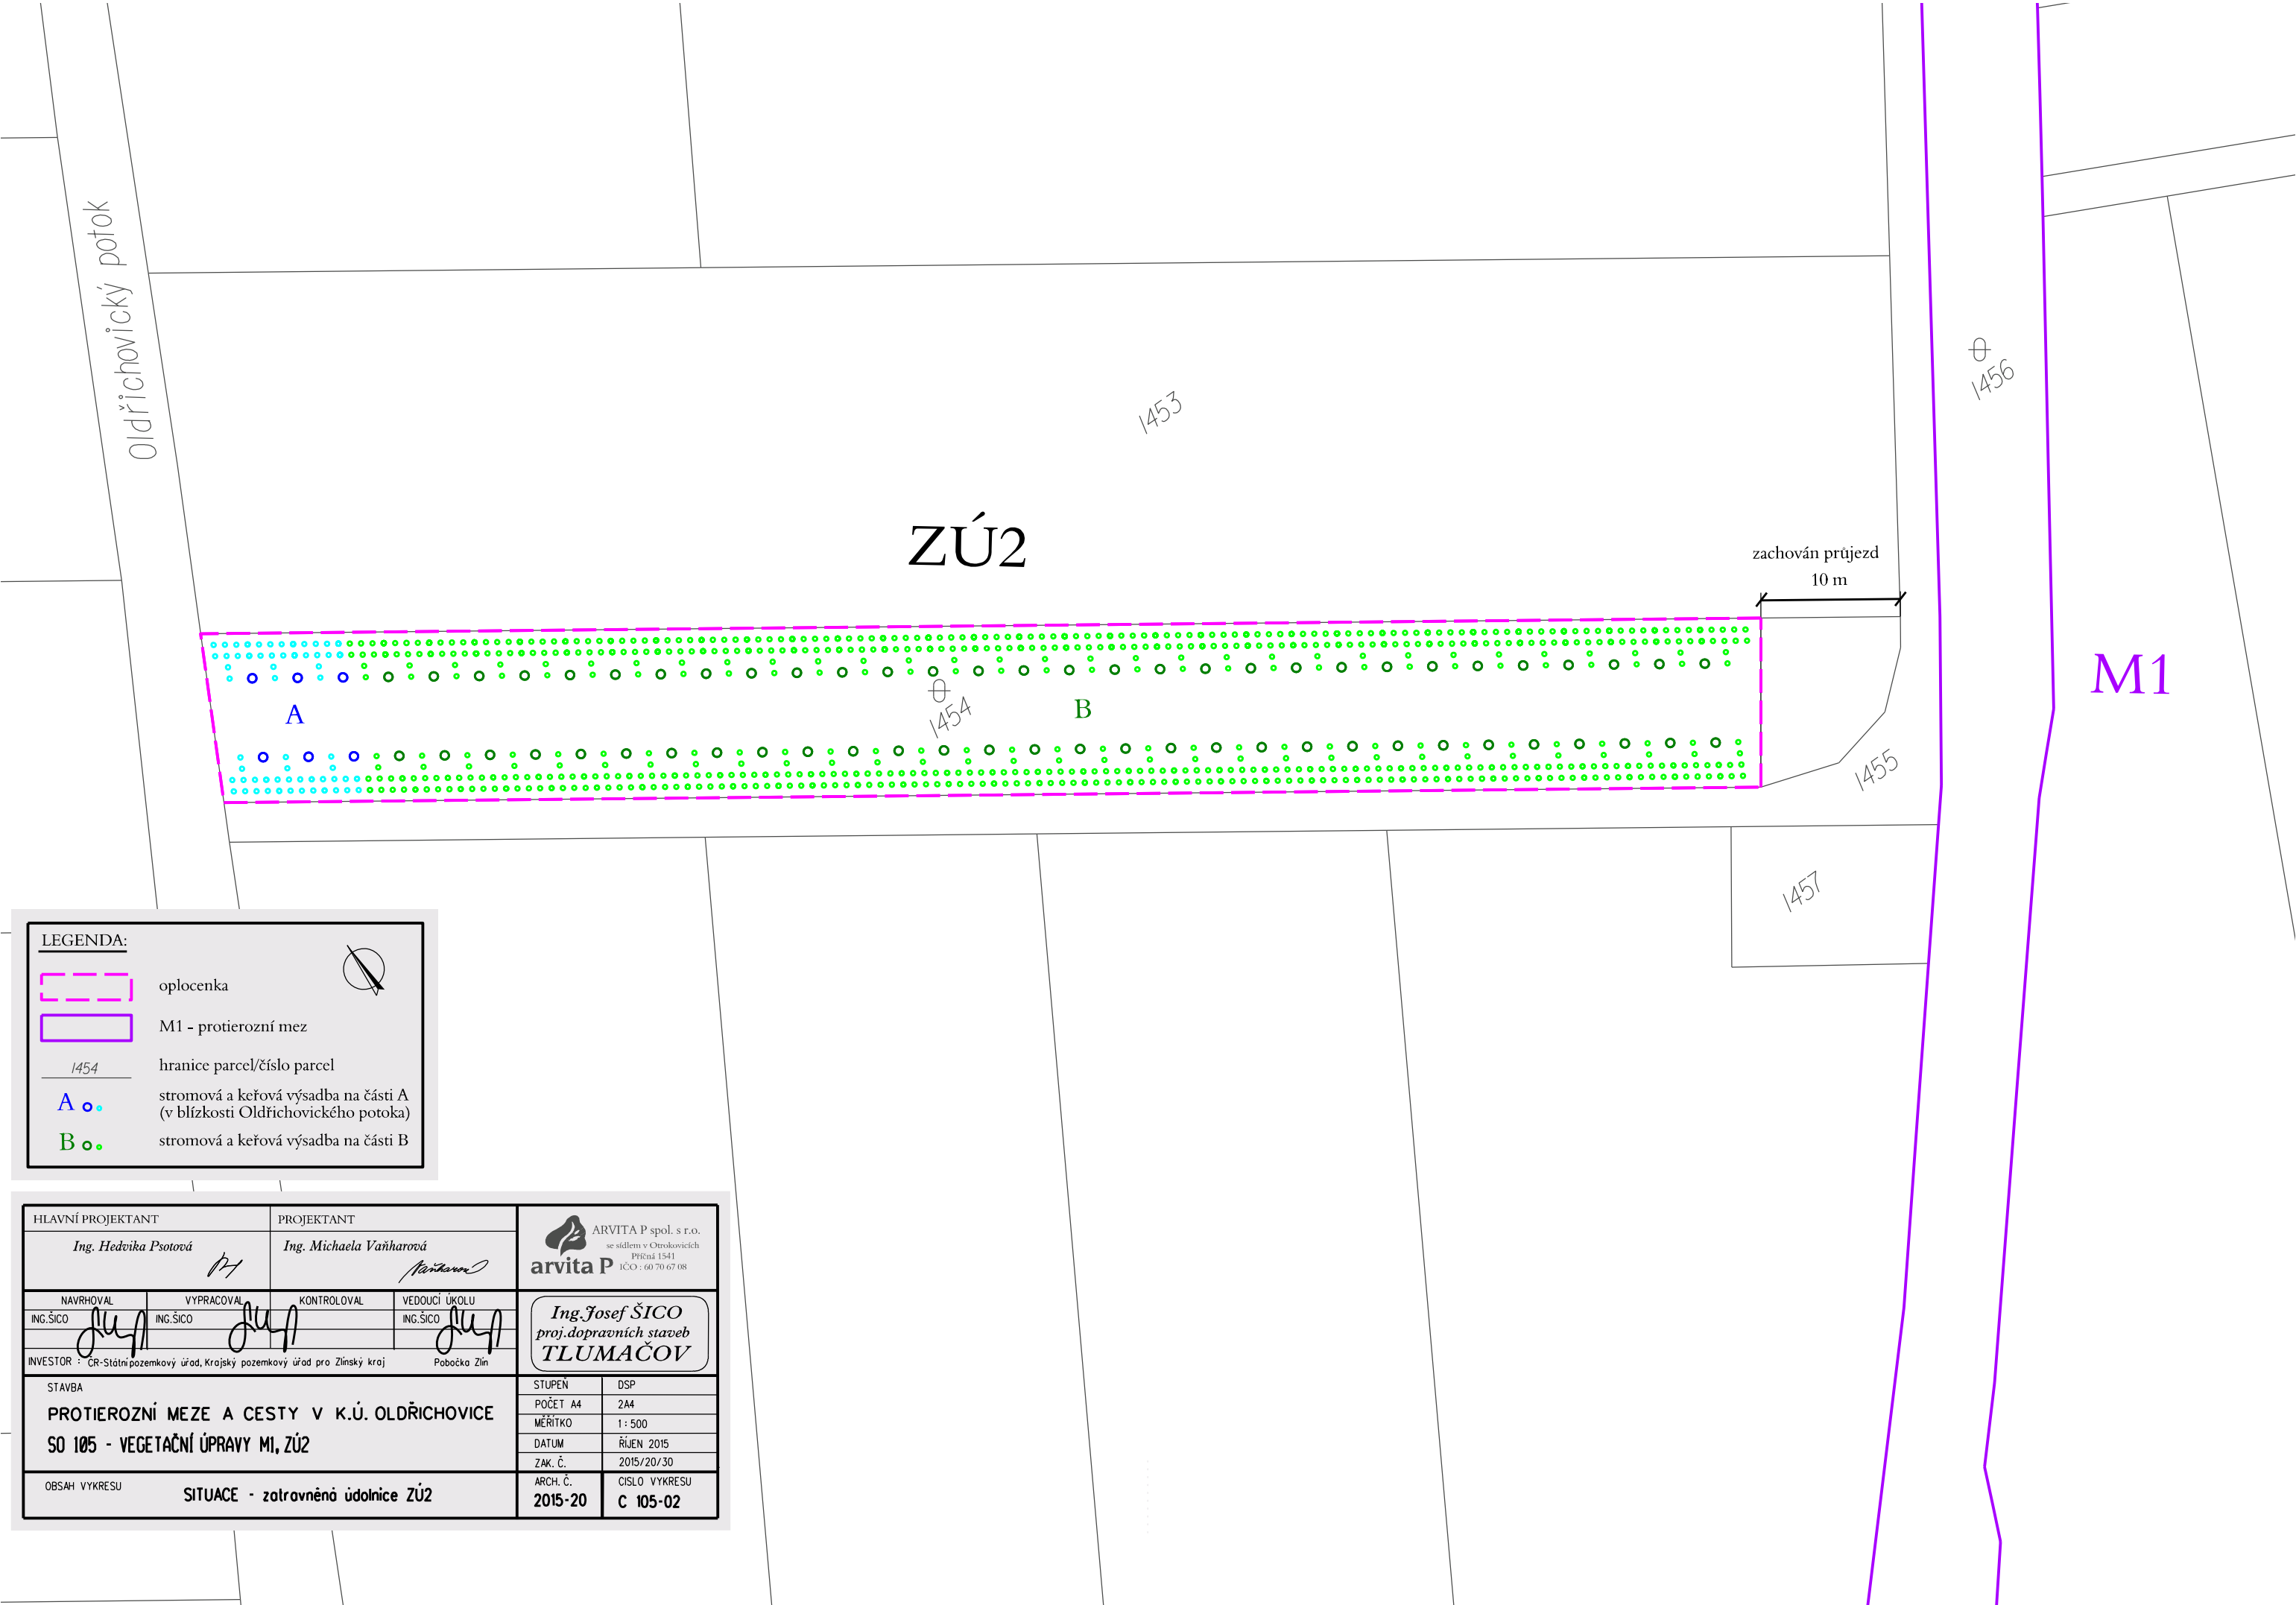 Oldřichovický potok
1453
1456
ZÚ2
zachován průjezd
10 m
M1
A
B
1454
1455
1457
LEGENDA:
oplocenka
M1 - protierozní mez
1454
hranice parcel/číslo parcel
A
stromová a keřová výsadba na části A
(v blízkosti Oldřichovického potoka)
B
stromová a keřová výsadba na části B
HLAVNÍ PROJEKTANT
PROJEKTANT
Ing. Hedvika Psotová
Ing. Michaela Vaňharová
ARVITA P spol. s r.o.
se sídlem v Otrokovicích
Příčná 1541
IČO : 60 70 67 08
arvita P
NAVRHOVAL
VYPRACOVAL
KONTROLOVAL
VEDOUCÍ ÚKOLU
ING.ŠICO
ING.ŠICO
ING.ŠICO
Ing.Josef ŠICO
proj.dopravních staveb
TLUMAČOV
INVESTOR : ČR-Státní pozemkový úřad, Krajský pozemkový úřad pro Zlínský kraj Pobočka Zlín
STAVBA
PROTIEROZNÍ MEZE A CESTY V K.Ú. OLDŘICHOVICE
SO 105 - VEGETAČNÍ ÚPRAVY M1, ZÚ2
STUPEŇ DSP
POČET A4 2A4
MĚŘÍTKO 1 : 500
DATUM ŘÍJEN 2015
ZAK. Č. 2015/20/30
OBSAH VYKRESU
SITUACE - zatravněná údolnice ZÚ2
ARCH. Č.
2015-20
CISLO VYKRESU
C 105-02